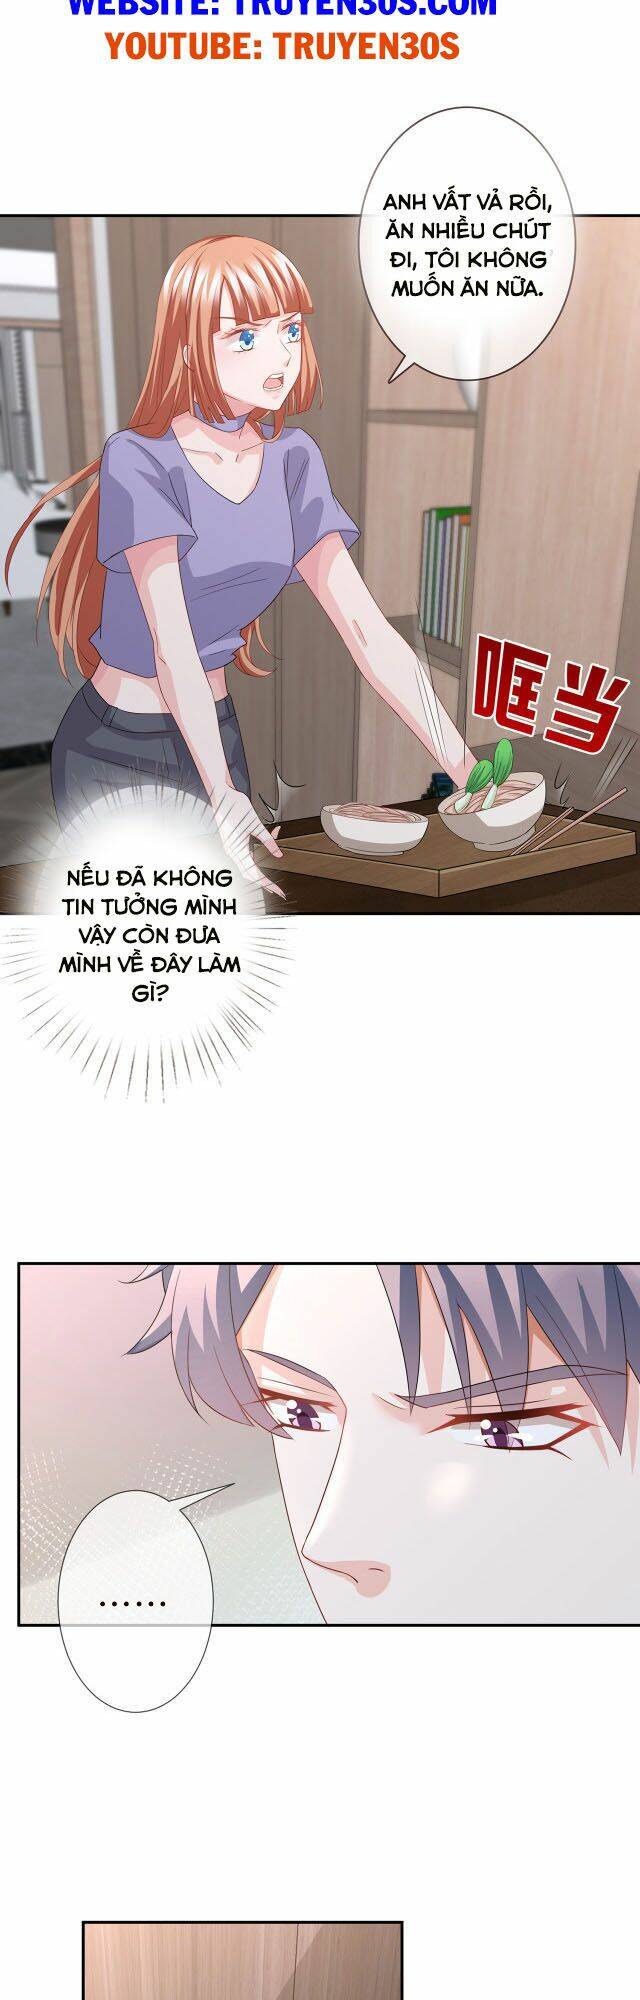 WEBSITE: TRUYEN30S.COM
YOUTUBE: TRUYEN30S
ANH VẤT VẢ RỒI,
ĂN NHIỀU CHÚT
ĐI, TÔI KHÔNG
MUỐN ĂN NỮA.
哐当
NẾU ĐÃ KHÔNG
TIN TƯỞNG MÌNH
VẬY CÒN ĐƯA
MÌNH VỀ ĐÂY LÀM
GÌ?
......